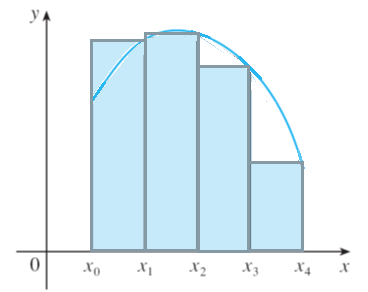 y
0 x₀ x₁ x₂ x₃ x₄ x